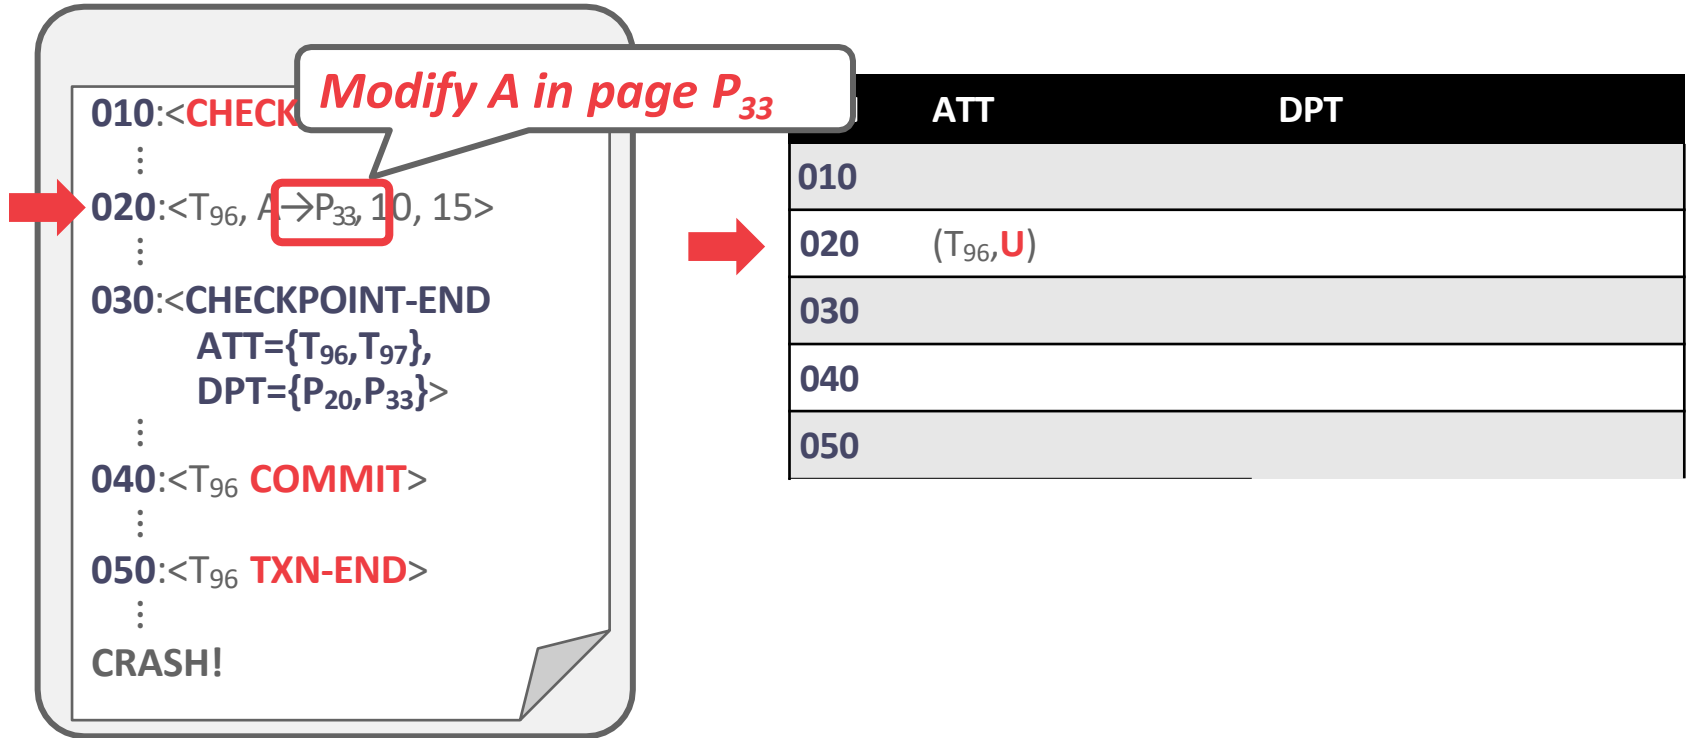 Modify A in page P33
010:<CHECK
⋮
020:<T96, A→P33, 10, 15>
⋮
030:<CHECKPOINT-END
ATT={T96,T97},
DPT={P20,P33}>
⋮
040:<T96 COMMIT>
⋮
050:<T96 TXN-END>
⋮
CRASH!
ATT DPT
010
020 (T96,U)
030
040
050